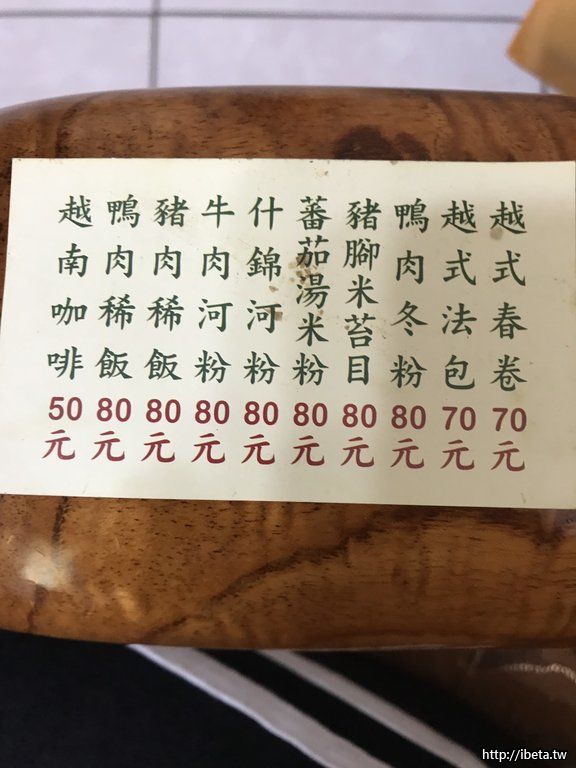 越式春卷70元
越式法包70元
鴨肉冬粉80元
豬腳米苔目80元
蕃茄湯米粉80元
什錦河粉80元
牛肉河粉80元
豬肉稀飯80元
鴨肉稀飯80元
越南咖啡50元
http://ibeta.tw